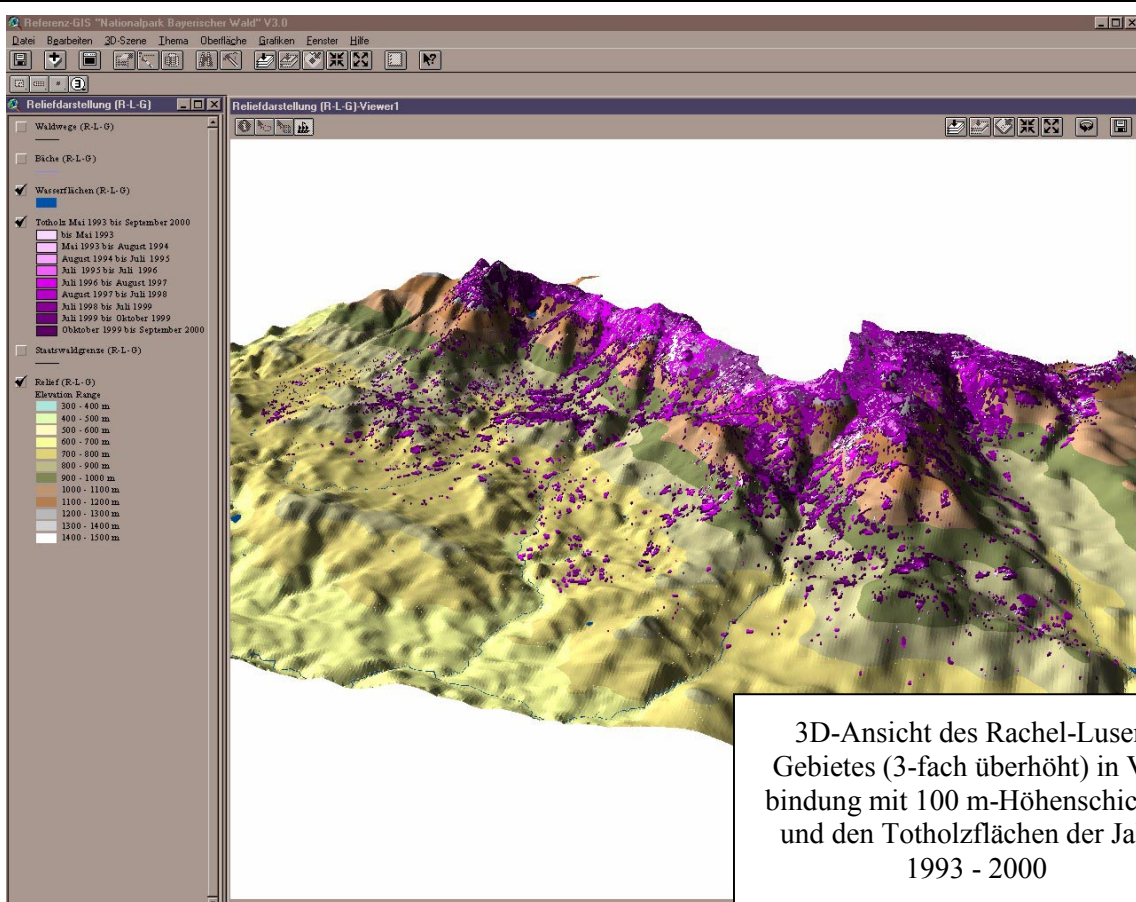 Referenz-GIS "Nationalpark Bayerischer Wald" V3.0
Datei Bearbeiten 3D-Szene Thema Oberfläche Grafiken Fenster Hilfe
Reliefdarstellung (R-L-G)
Waldwege (R-L-G)
Bäche (R-L-G)
Wasserflächen (R-L-G)
Totholz Mai 1993 bis September 2000
bis Mai 1993
Mai 1993 bis August 1994
August 1994 bis Juli 1995
Juli 1995 bis Juli 1996
Juli 1996 bis August 1997
August 1997 bis Juli 1998
Juli 1998 bis Juli 1999
Juli 1999 bis Oktober 1999
Obktober 1999 bis September 2000
Staatswaldgrenze (R-L-G)
Relief (R-L-G)
Elevation Range
300 - 400 m
400 - 500 m
500 - 600 m
600 - 700 m
700 - 800 m
800 - 900 m
900 - 1000 m
1000 - 1100 m
1100 - 1200 m
1200 - 1300 m
1300 - 1400 m
1400 - 1500 m
Reliefdarstellung (R-L-G)-Viewer1
3D-Ansicht des Rachel-Lusen
Gebietes (3-fach überhöht) in V
bindung mit 100 m-Höhenschic
und den Totholzflächen der Ja
1993 - 2000